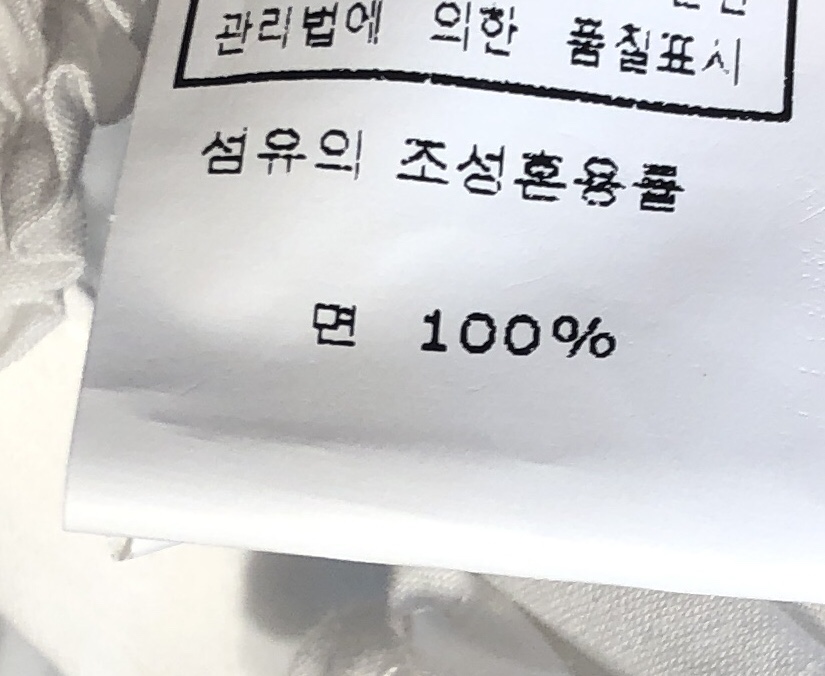 관리법에 의한 품질표시
섬유의 조성혼용률
면 100%